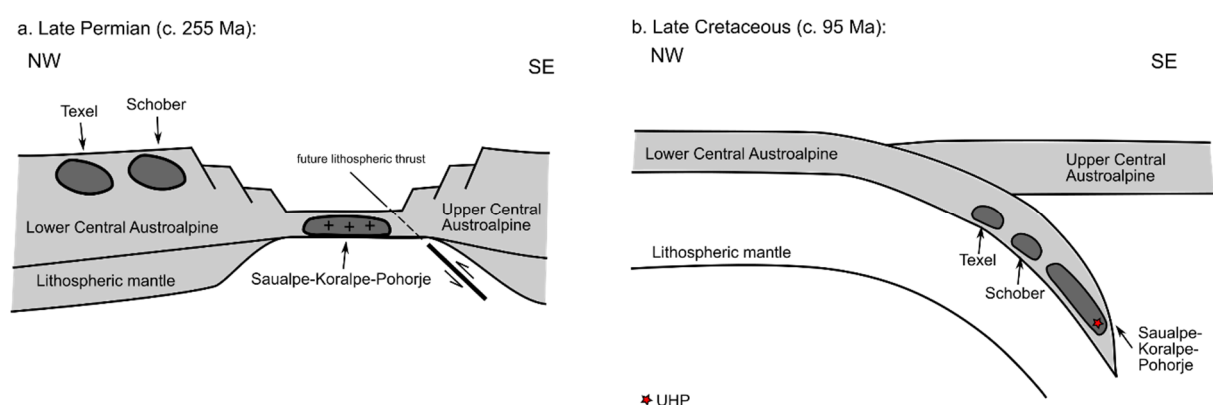 a. Late Permian (c. 255 Ma):
NW
SE
Texel
Schober
future lithospheric thrust
Lower Central Austroalpine
+ + +
Upper Central
Austroalpine
Lithospheric mantle
Saualpe-Koralpe-Pohorje
b. Late Cretaceous (c. 95 Ma):
NW
SE
Lower Central Austroalpine
Upper Central
Austroalpine
Texel
Lithospheric mantle
Schober
Saualpe-
Koralpe-
Pohorje
UHP